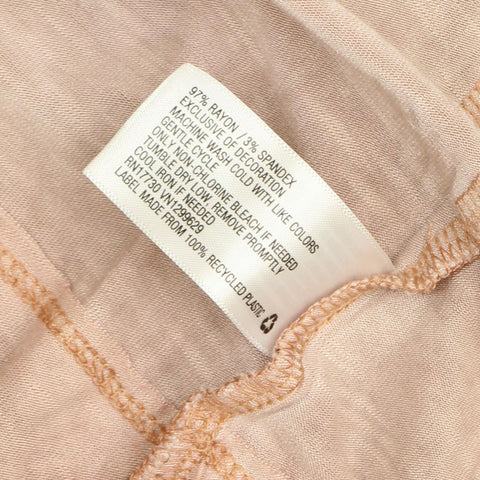 97% RAYON / 3% SPANDEX
EXCLUSIVE OF DECORATION
MACHINE WASH COLD WITH LIKE COLORS
GENTLE CYCLE
ONLY NON-CHLORINE BLEACH IF NEEDED
TUMBLE DRY LOW, REMOVE PROMPTLY
COOL IRON IF NEEDED
RN17730 VN1299629
LABEL MADE FROM 100% RECYCLED PLASTIC